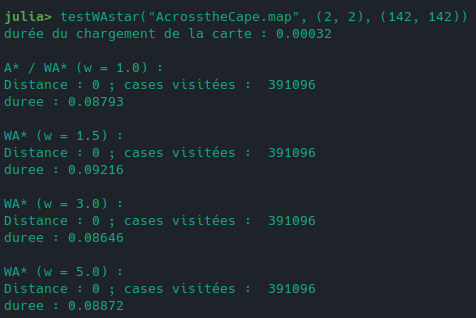 julia> testWAstar("AcrosstheCape.map", (2, 2), (142, 142))
durée du chargement de la carte : 0.00032
A* / WA* (w = 1.0) :
Distance : 0 ; cases visitées :  391096
duree : 0.08793
WA* (w = 1.5) :
Distance : 0 ; cases visitées :  391096
duree : 0.09216
WA* (w = 3.0) :
Distance : 0 ; cases visitées :  391096
duree : 0.08646
WA* (w = 5.0) :
Distance : 0 ; cases visitées :  391096
duree : 0.08872